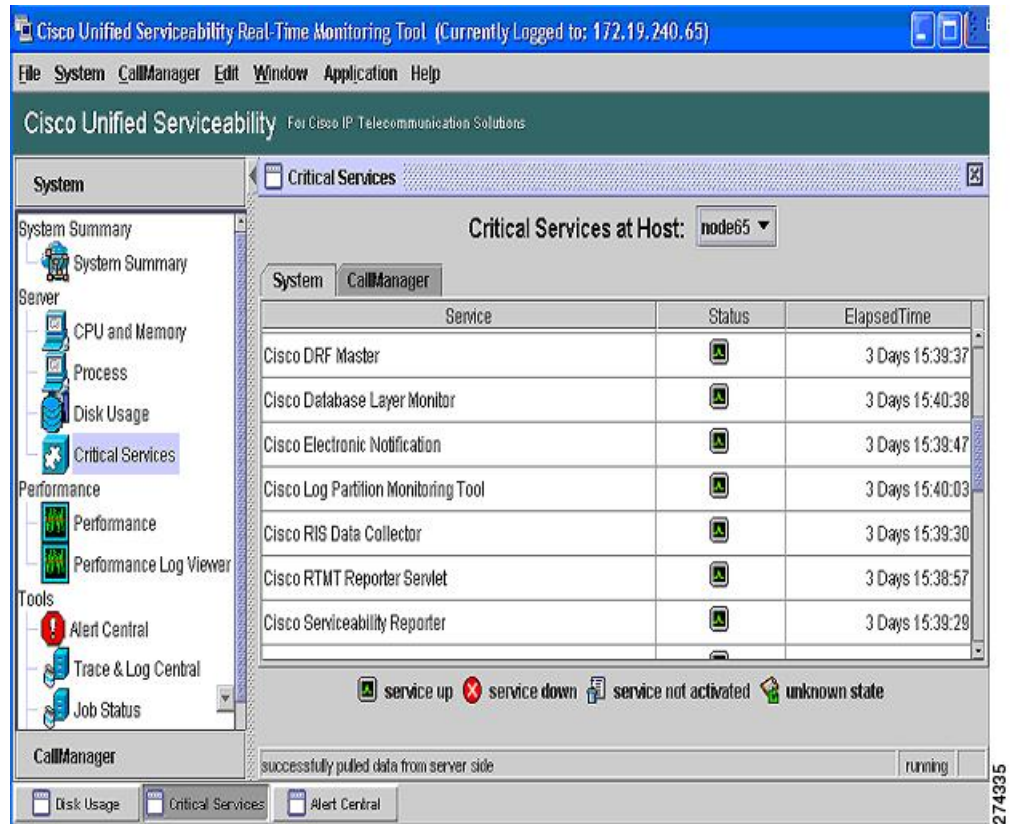 Cisco Unified Serviceability Real-Time Monitoring Tool (Currently Logged to: 172.19.240.65)
File System CallManager Edit Window Application Help
Cisco Unified Serviceability For Cisco IP Telecommunication Solutions
System
System Summary
System Summary
Server
CPU and Memory
Process
Disk Usage
Critical Services
Performance
Performance
Performance Log Viewer
Tools
Alert Central
Trace & Log Central
Job Status
CallManager
Critical Services
Critical Services at Host: node65
System CallManager
Service Status ElapsedTime
Cisco DRF Master 3 Days 15:39:37
Cisco Database Layer Monitor 3 Days 15:40:38
Cisco Electronic Notification 3 Days 15:39:47
Cisco Log Partition Monitoring Tool 3 Days 15:40:03
Cisco RIS Data Collector 3 Days 15:39:30
Cisco RTMT Reporter Servlet 3 Days 15:38:57
Cisco Serviceability Reporter 3 Days 15:39:29
service up service down service not activated unknown state
successfully pulled data from server side running
Disk Usage Critical Services Alert Central
274335